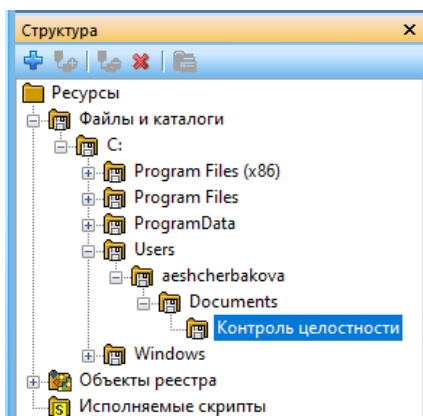 Структура
Ресурсы
Файлы и каталоги
C:
Program Files (x86)
Program Files
ProgramData
Users
aeshcherbakova
Documents
Контроль целостности
Windows
Объекты реестра
Исполняемые скрипты